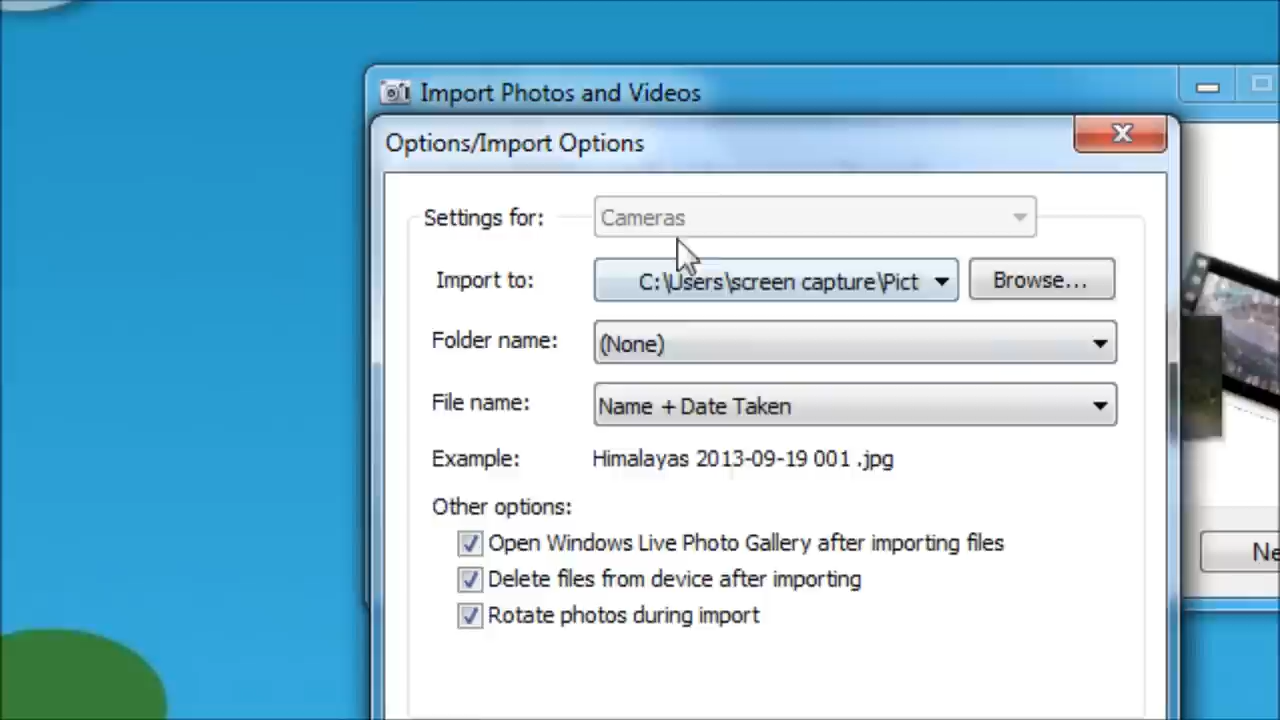 Import Photos and Videos
Options/Import Options
Settings for: Cameras
Import to: C:\Users\screen capture\Pict Browse...
Folder name: (None)
File name: Name + Date Taken
Example: Himalayas 2013-09-19 001 .jpg
Other options:
Open Windows Live Photo Gallery after importing files
Delete files from device after importing
Rotate photos during import